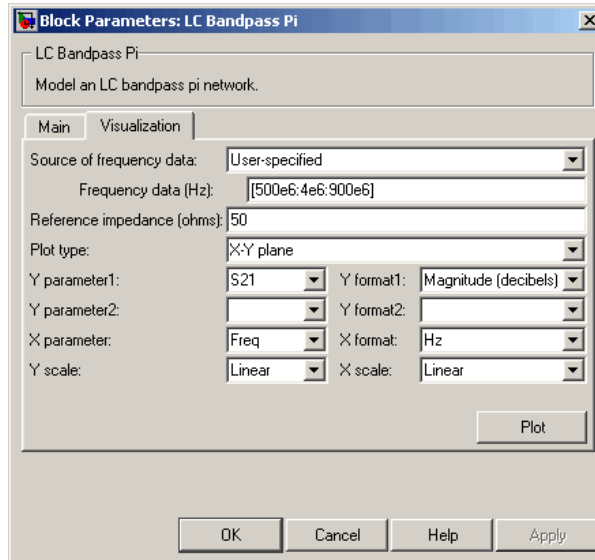 Block Parameters: LC Bandpass Pi
LC Bandpass Pi
Model an LC bandpass pi network.
Main Visualization
Source of frequency data: User-specified
Frequency data (Hz): [500e6:4e6:900e6]
Reference impedance (ohms): 50
Plot type: X-Y plane
Y parameter1: S21 Y format1: Magnitude (decibels)
Y parameter2: Y format2:
X parameter: Freq X format: Hz
Y scale: Linear X scale: Linear
Plot
OK Cancel Help Apply